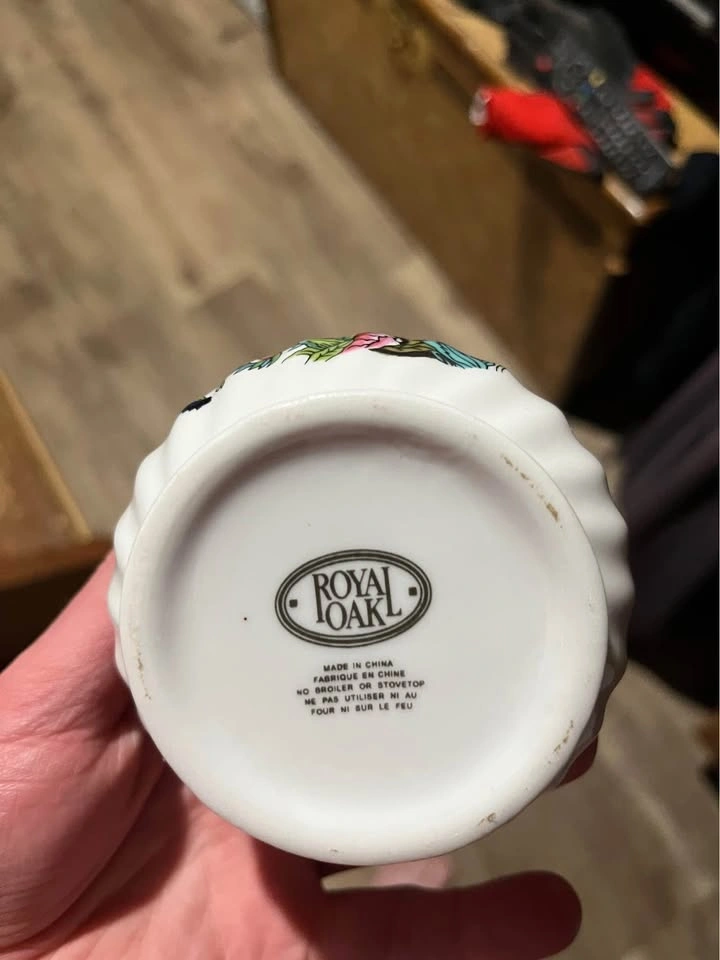 ROYAL
OAK
MADE IN CHINA
FABRIQUE EN CHINE
NO BROILER OR STOVETOP
NE PAS UTILISER NI AU
FOUR NI SUR LE FEU